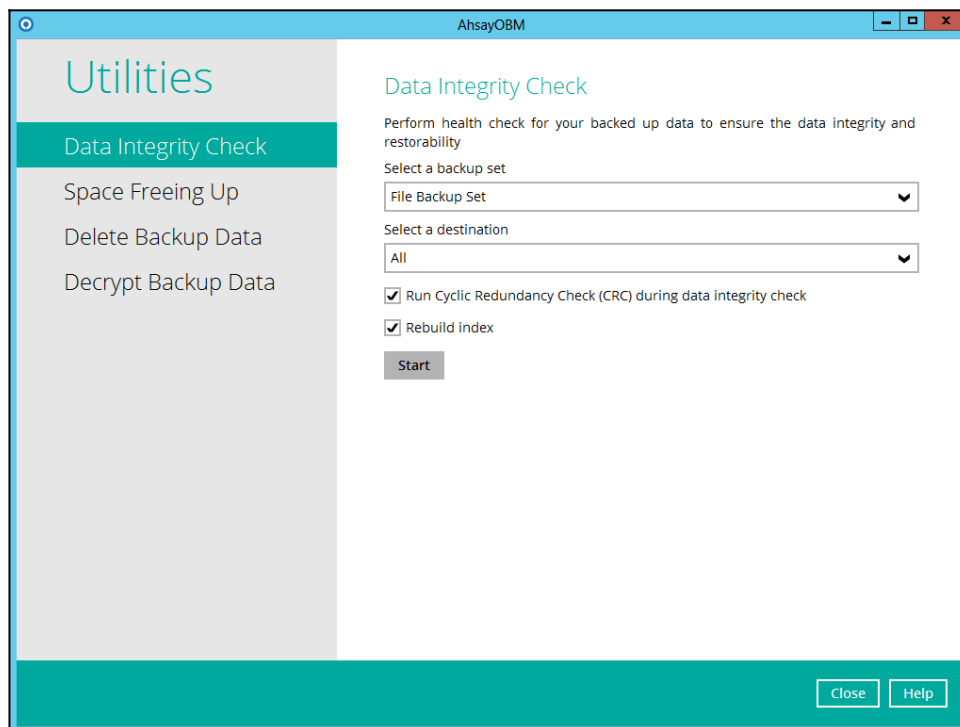 AhsayOBM
Utilities
Data Integrity Check
Space Freeing Up
Delete Backup Data
Decrypt Backup Data
Data Integrity Check
Perform health check for your backed up data to ensure the data integrity and
restorability
Select a backup set
File Backup Set
Select a destination
All
Run Cyclic Redundancy Check (CRC) during data integrity check
Rebuild index
Start
Close
Help